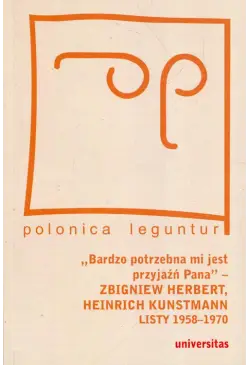 polonica leguntur
„Bardzo potrzebna mi jest
przyjaźń Pana” –
ZBIGNIEW HERBERT,
HEINRICH KUNSTMANN
LISTY 1958–1970
universitas